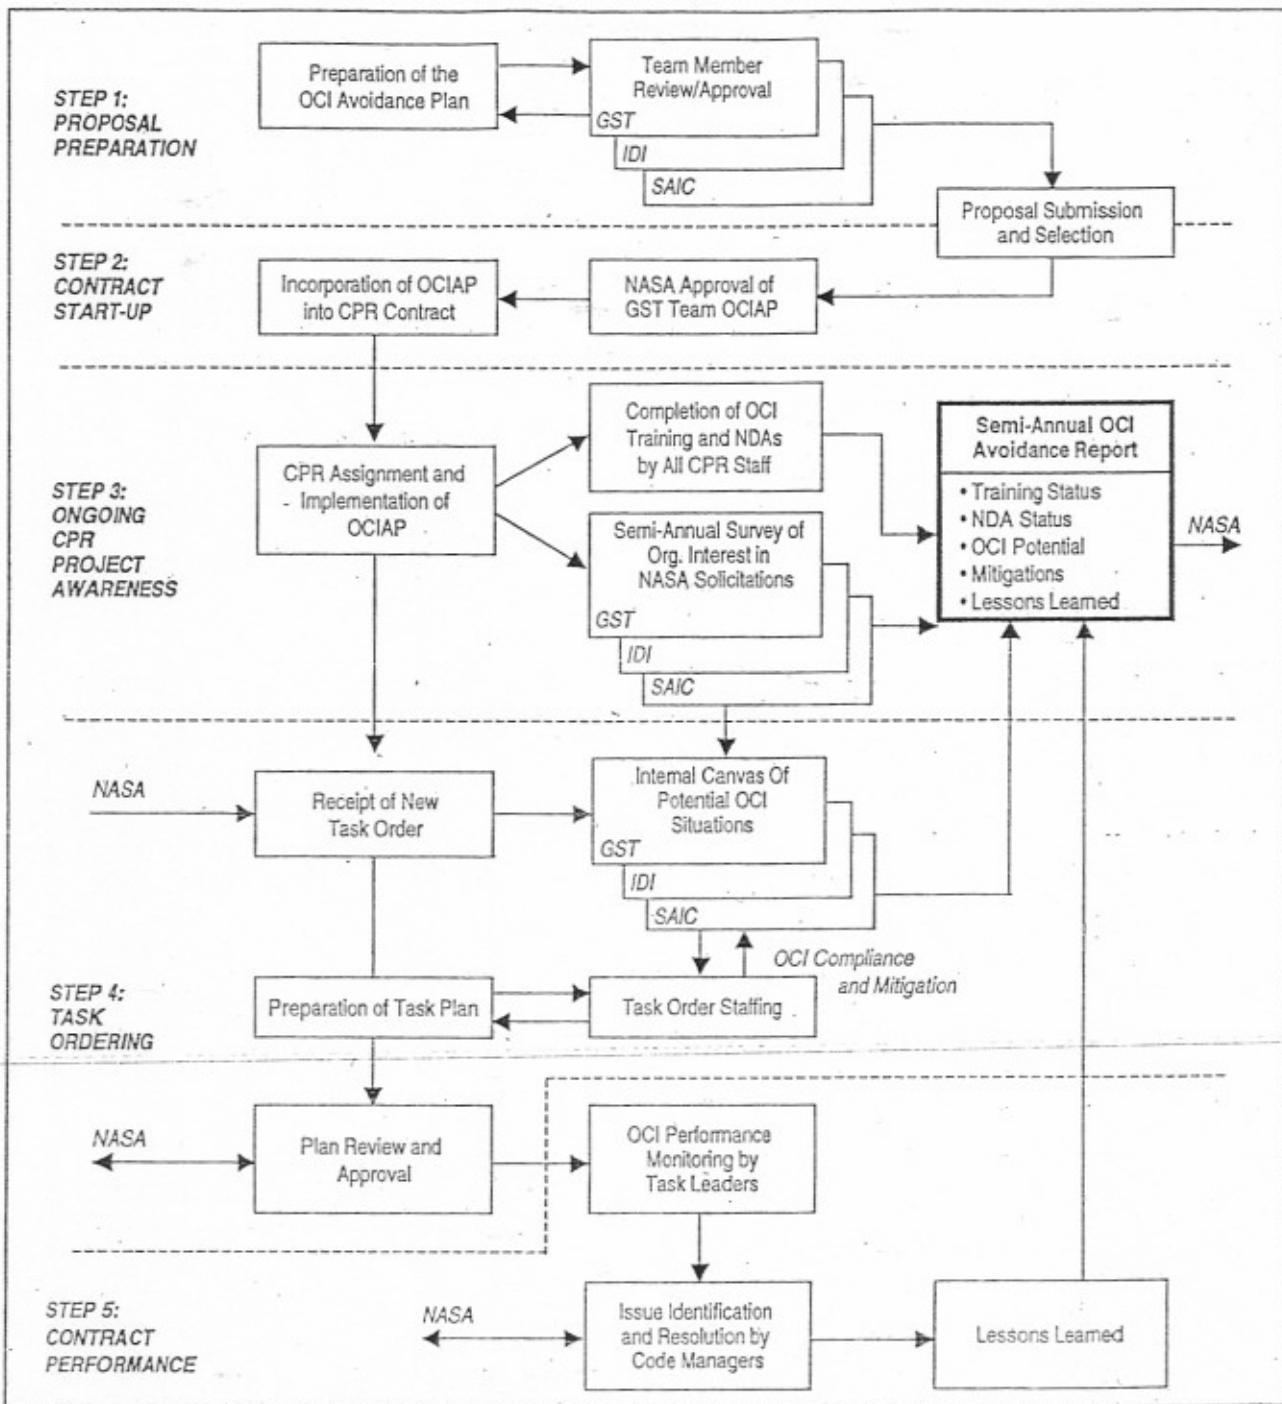 STEP 1:
PROPOSAL
PREPARATION
Preparation of the
OCI Avoidance Plan
Team Member
Review/Approval
GST
IDI
SAIC
Proposal Submission
and Selection
STEP 2:
CONTRACT
START-UP
Incorporation of OCIAP
into CPR Contract
NASA Approval of
GST Team OCIAP
STEP 3:
ONGOING
CPR
PROJECT
AWARENESS
CPR Assignment and
Implementation of
OCIAP
Completion of OCI
Training and NDAs
by All CPR Staff
Semi-Annual Survey of
Org. Interest in
NASA Solicitations
GST
IDI
SAIC
Semi-Annual OCI
Avoidance Report
• Training Status
• NDA Status
• OCI Potential
• Mitigations
• Lessons Learned
NASA
NASA
Receipt of New
Task Order
Internal Canvas Of
Potential OCI
Situations
GST
IDI
SAIC
OCI Compliance
and Mitigation
STEP 4:
TASK
ORDERING
Preparation of Task Plan
Task Order Staffing
NASA
Plan Review and
Approval
OCI Performance
Monitoring by
Task Leaders
STEP 5:
CONTRACT
PERFORMANCE
NASA
Issue Identification
and Resolution by
Code Managers
Lessons Learned